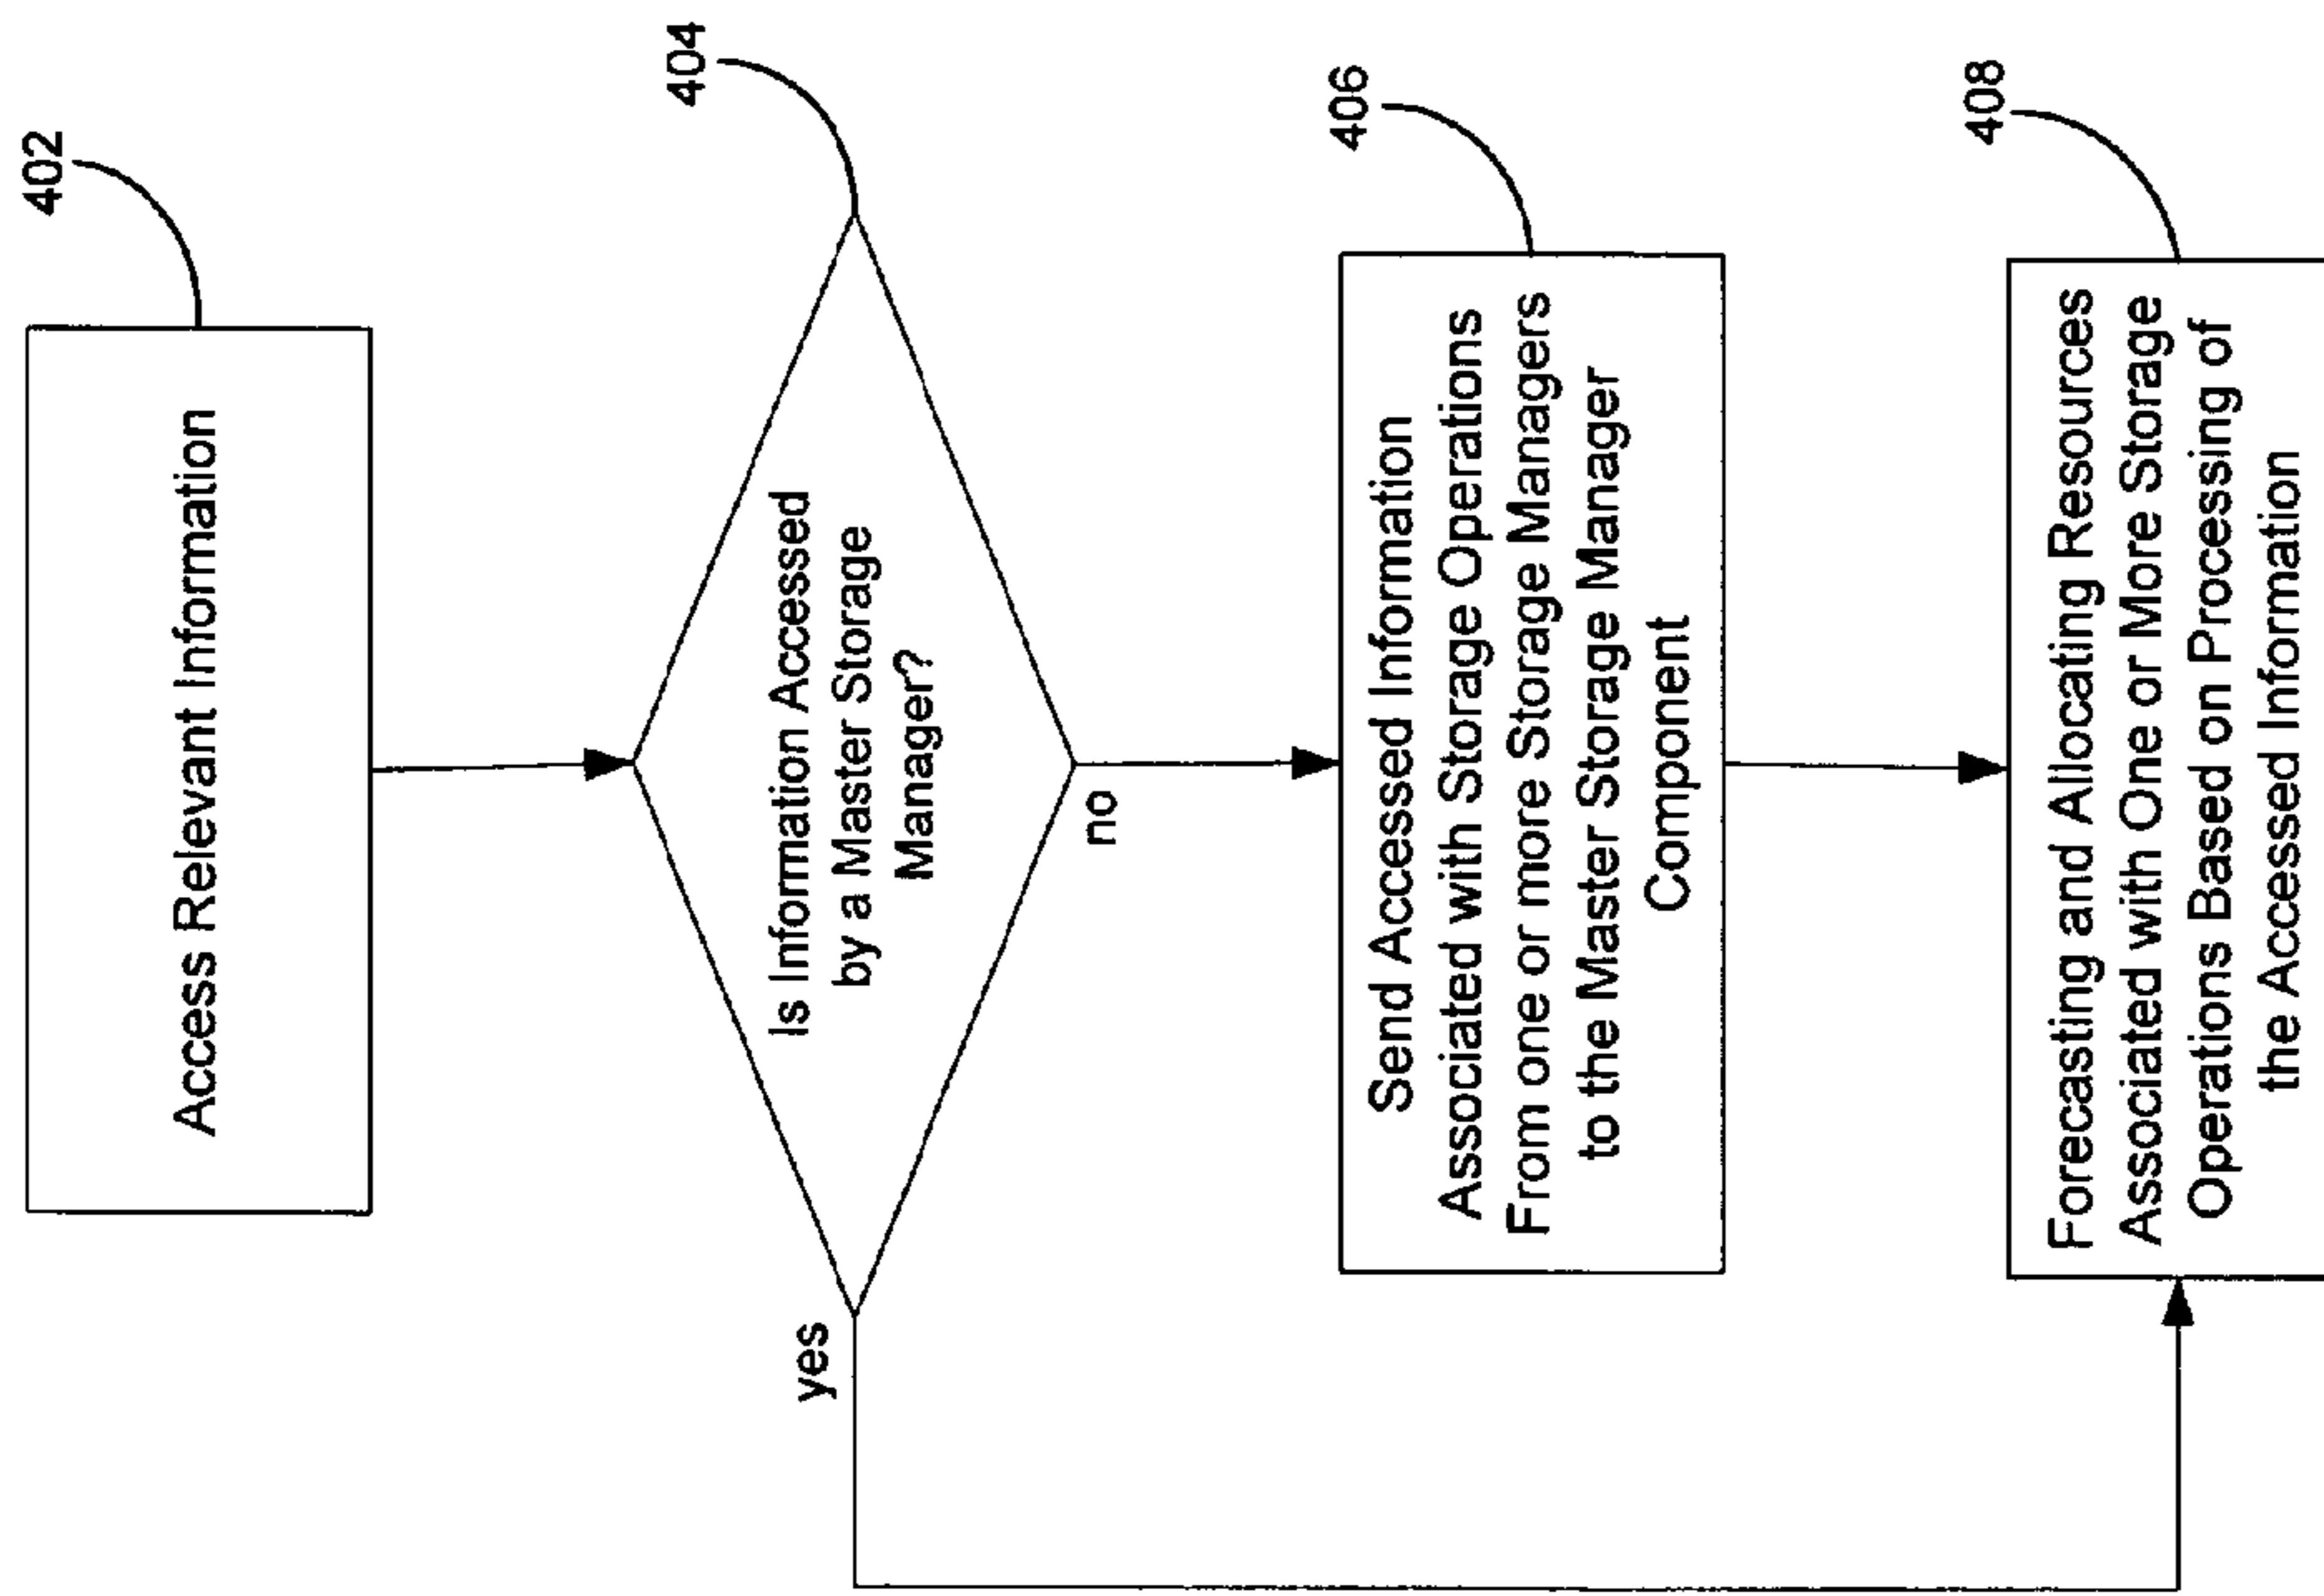 402
Access Relevant Information
404
Is Information Accessed
by a Master Storage
Manager?
yes
no
406
Send Accessed Information
Associated with Storage Operations
From one or more Storage Managers
to the Master Storage Manager
Component
408
Forecasting and Allocating Resources
Associated with One or More Storage
Operations Based on Processing of
the Accessed Information